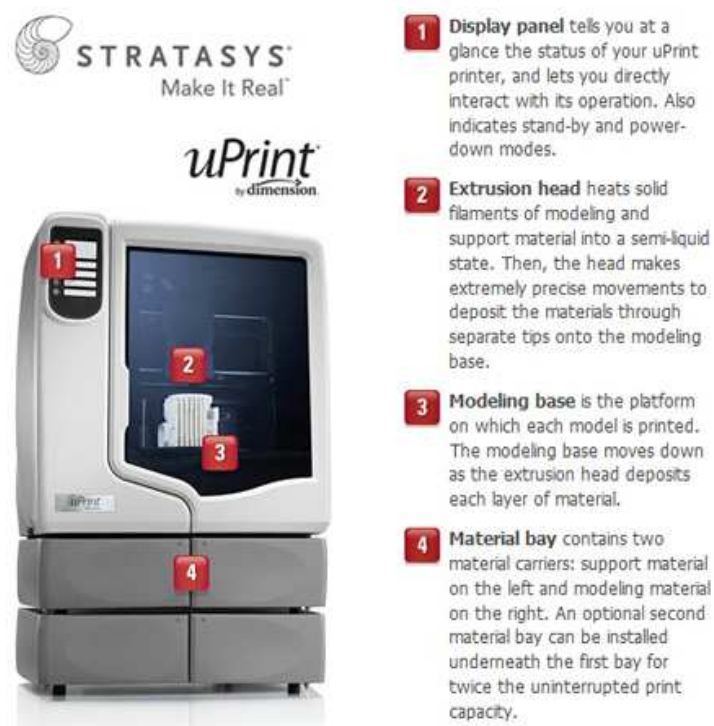 STRATASYS
Make It Real™
uPrint
by dimension
1
2
3
uPrint
4
1 Display panel tells you at a
glance the status of your uPrint
printer, and lets you directly
interact with its operation. Also
indicates stand-by and power-
down modes.
2 Extrusion head heats solid
filaments of modeling and
support material into a semi-liquid
state. Then, the head makes
extremely precise movements to
deposit the materials through
separate tips onto the modeling
base.
3 Modeling base is the platform
on which each model is printed.
The modeling base moves down
as the extrusion head deposits
each layer of material.
4 Material bay contains two
material carriers: support material
on the left and modeling material
on the right. An optional second
material bay can be installed
underneath the first bay for
twice the uninterrupted print
capacity.